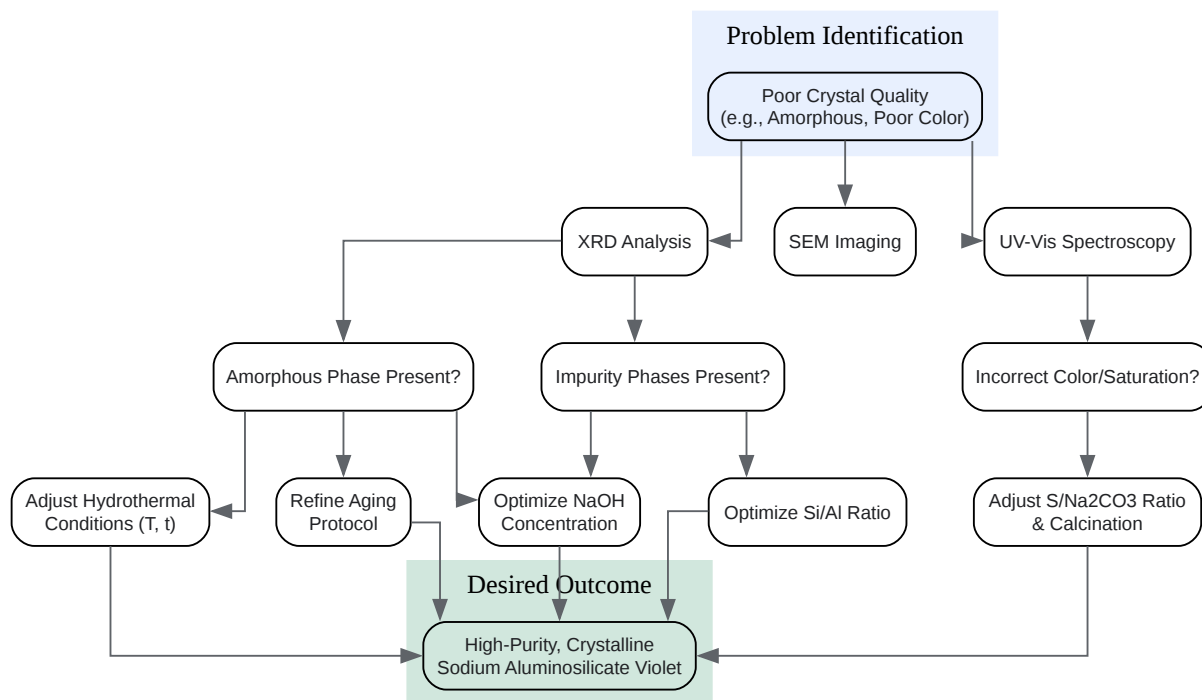 Problem Identification
Poor Crystal Quality
(e.g., Amorphous, Poor Color)
XRD Analysis
SEM Imaging
UV-Vis Spectroscopy
Amorphous Phase Present?
Impurity Phases Present?
Incorrect Color/Saturation?
Adjust Hydrothermal
Conditions (T, t)
Refine Aging
Protocol
Optimize NaOH
Concentration
Optimize Si/Al Ratio
Adjust S/Na2CO3 Ratio
& Calcination
Desired Outcome
High-Purity, Crystalline
Sodium Aluminosilicate Violet